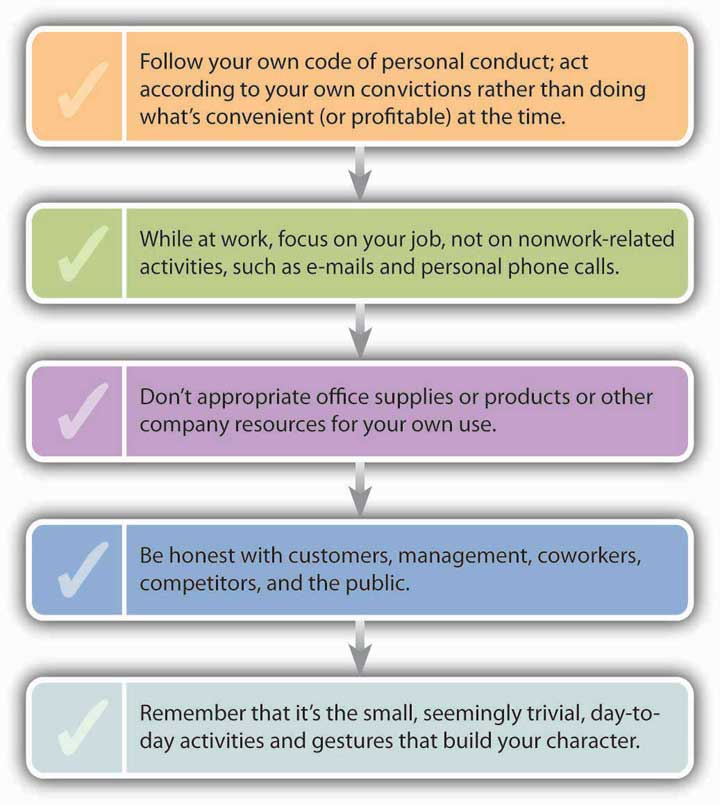 Follow your own code of personal conduct; act
according to your own convictions rather than doing
what's convenient (or profitable) at the time.
While at work, focus on your job, not on nonwork-related
activities, such as e-mails and personal phone calls.
Don't appropriate office supplies or products or other
company resources for your own use.
Be honest with customers, management, coworkers,
competitors, and the public.
Remember that it's the small, seemingly trivial, day-to-
day activities and gestures that build your character.